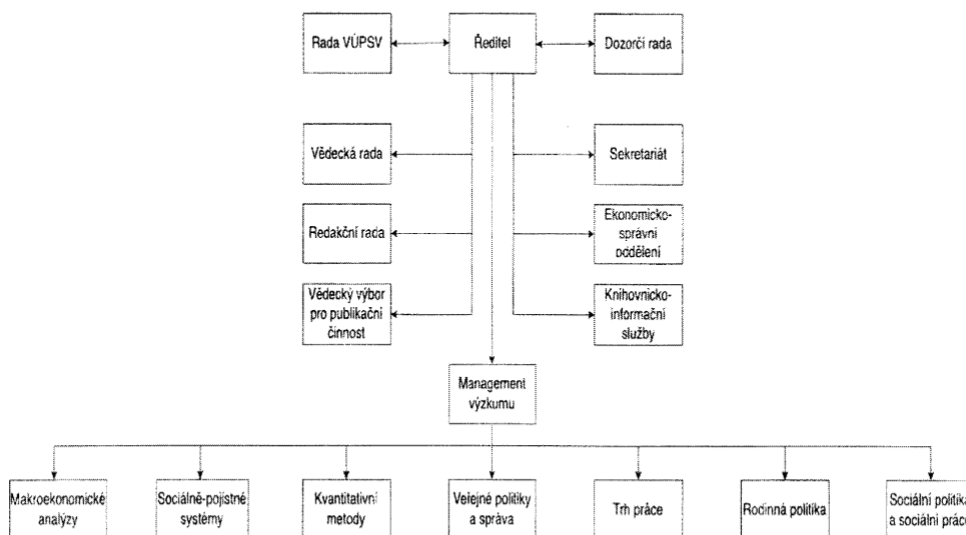 Rada VÚPSV
Ředitel
Dozorčí rada
Vědecká rada
Sekretariát
Redakční rada
Ekonomicko-
správní
oddělení
Vědecký výbor
pro publikační
činnost
Knihovnicko-
informační
služby
Management
výzkumu
Makroekonomické
analýzy
Sociálně-pojistné
systémy
Kvantitativní
metody
Veřejné politiky
a správa
Trh práce
Rodinná politika
Sociální politika
a sociální práce